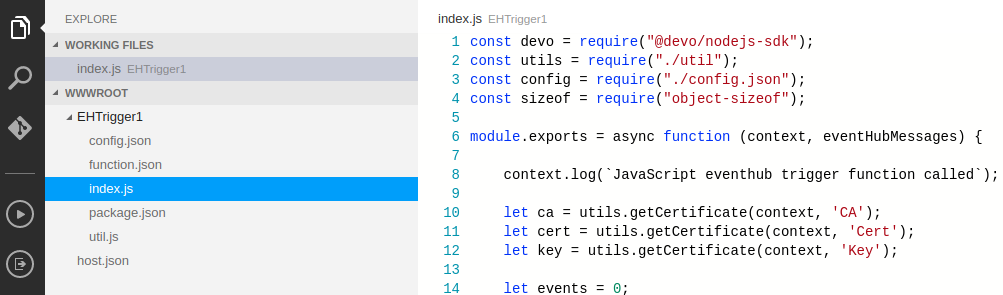 EXPLORE
WORKING FILES
index.js EHTrigger1
WWWROOT
EHTrigger1
config.json
function.json
index.js
package.json
util.js
host.json
index.js EHTrigger1
1 const devo = require("@devo/nodejs-sdk");
2 const utils = require("./util");
3 const config = require("./config.json");
4 const sizeof = require("object-sizeof");
5
6 module.exports = async function (context, eventHubMessages) {
7
8     context.log(`JavaScript eventhub trigger function called`);
9
10     let ca = utils.getCertificate(context, 'CA');
11     let cert = utils.getCertificate(context, 'Cert');
12     let key = utils.getCertificate(context, 'Key');
13
14     let events = 0;